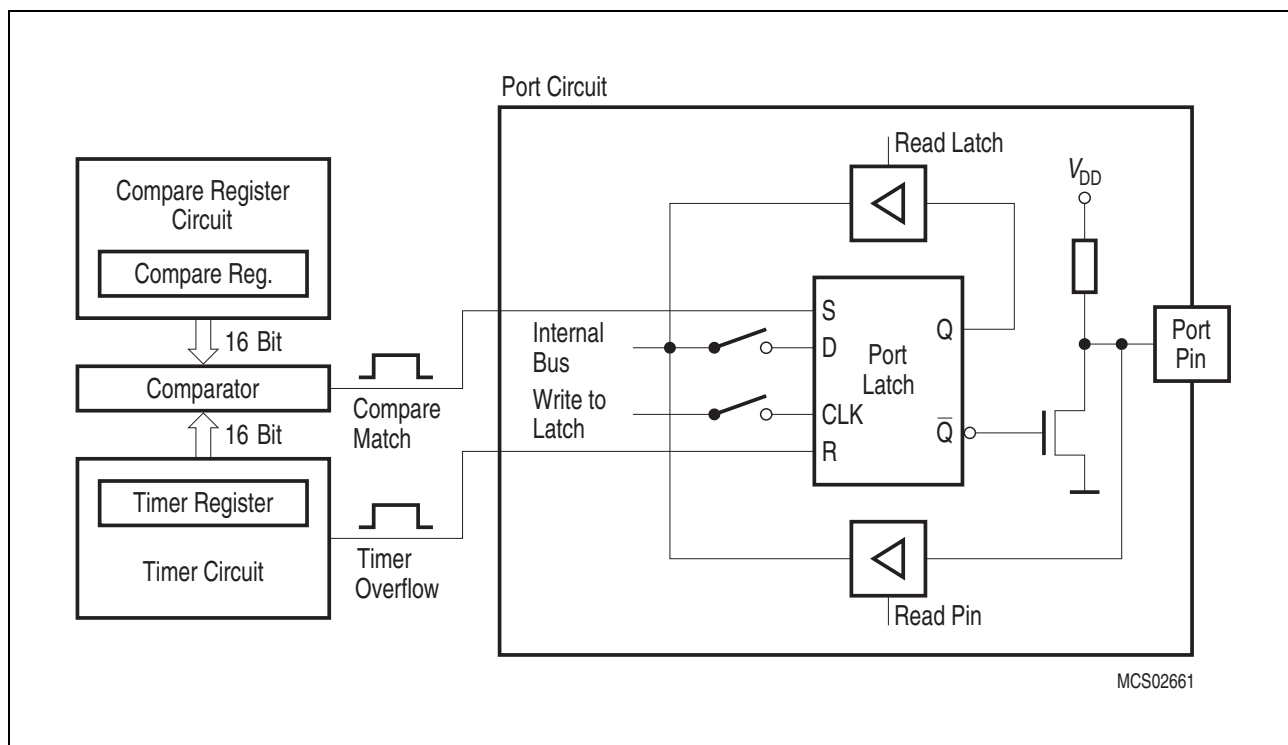 Port Circuit
Read Latch
V_DD
Compare Register
Circuit
Compare Reg.
16 Bit
Comparator
16 Bit
Timer Register
Timer Circuit
Compare
Match
Timer
Overflow
Internal
Bus
Write to
Latch
S
D
CLK
R
Q
Q̅
Port
Latch
Port
Pin
Read Pin
MCS02661